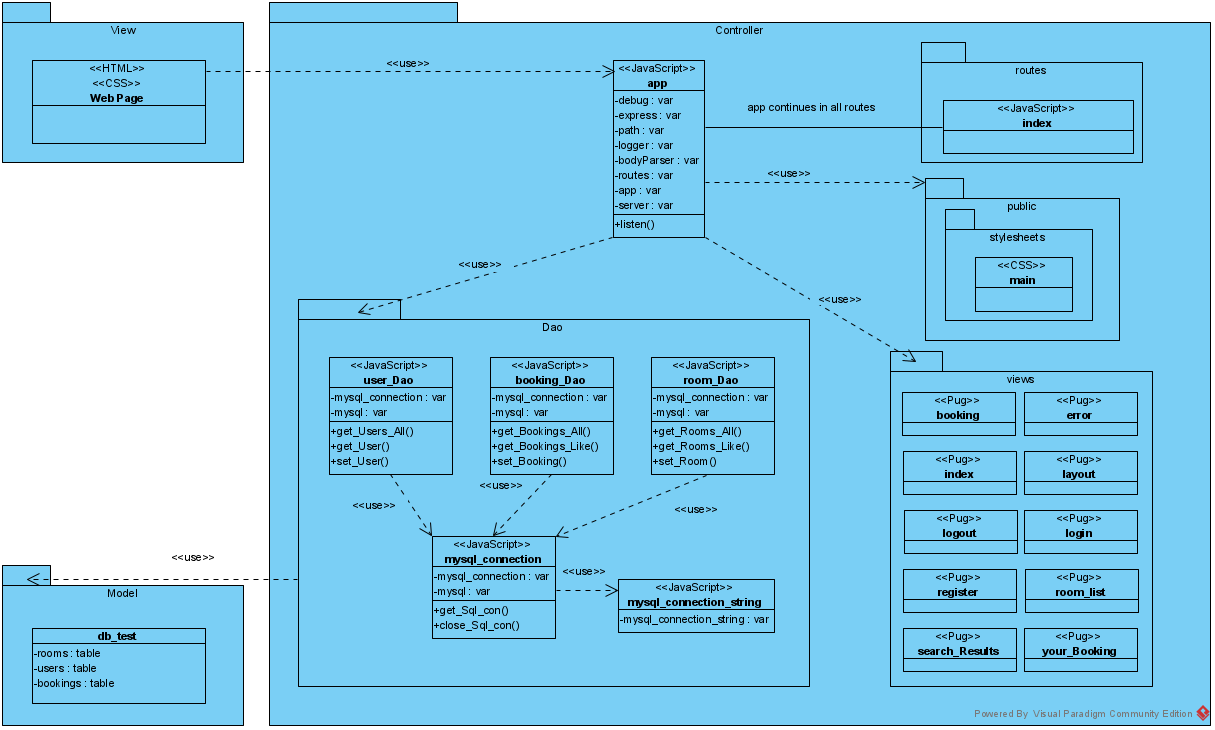 View
<<HTML>>
<<CSS>>
Web Page
<<use>>
Controller
<<JavaScript>>
app
-debug : var
-express : var
-path : var
-logger : var
-bodyParser : var
-routes : var
-app : var
-server : var
+listen()
app continues in all routes
routes
<<JavaScript>>
index
<<use>>
public
stylesheets
<<CSS>>
main
<<use>>
<<use>>
Dao
<<JavaScript>>
user_Dao
-mysql_connection : var
-mysql : var
+get_Users_All()
+get_User()
+set_User()
<<JavaScript>>
booking_Dao
-mysql_connection : var
-mysql : var
+get_Bookings_All()
+get_Bookings_Like()
+set_Booking()
<<JavaScript>>
room_Dao
-mysql_connection : var
-mysql : var
+get_Rooms_All()
+get_Rooms_Like()
+set_Room()
<<use>>
<<use>>
<<use>>
<<JavaScript>>
mysql_connection
-mysql_connection : var
-mysql : var
+get_Sql_con()
+close_Sql_con()
<<use>>
<<JavaScript>>
mysql_connection_string
-mysql_connection_string : var
views
<<Pug>>
booking
<<Pug>>
error
<<Pug>>
index
<<Pug>>
layout
<<Pug>>
logout
<<Pug>>
login
<<Pug>>
register
<<Pug>>
room_list
<<Pug>>
search_Results
<<Pug>>
your_Booking
<<use>>
Model
db_test
-rooms : table
-users : table
-bookings : table
Powered By Visual Paradigm Community Edition